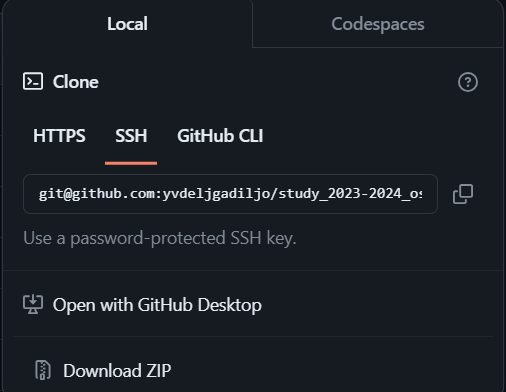 Local Codespaces
Clone
HTTPS SSH GitHub CLI
git@github.com:yvdeljgadiljo/study_2023-2024_os
Use a password-protected SSH key.
Open with GitHub Desktop
Download ZIP